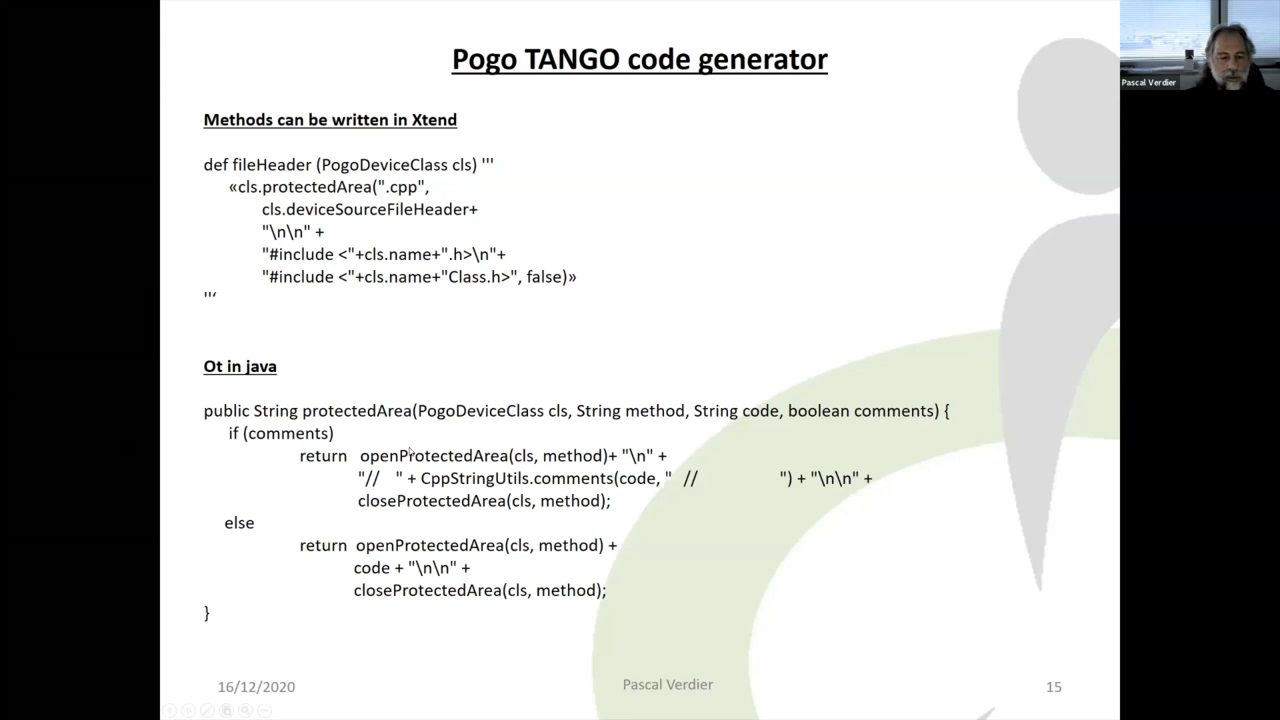 Pogo TANGO code generator
Pascal Verdier
Methods can be written in Xtend
def fileHeader (PogoDeviceClass cls) '''
«cls.protectedArea(".cpp",
cls.deviceSourceFileHeader+
"\n\n" +
"#include <"+cls.name+".h>\n"+
"#include <"+cls.name+"Class.h>", false)»
''‘
Ot in java
public String protectedArea(PogoDeviceClass cls, String method, String code, boolean comments) {
if (comments)
return openProtectedArea(cls, method)+ "\n" +
"// " + CppStringUtils.comments(code, " // ") + "\n\n" +
closeProtectedArea(cls, method);
else
return openProtectedArea(cls, method) +
code + "\n\n" +
closeProtectedArea(cls, method);
}
16/12/2020
Pascal Verdier
15